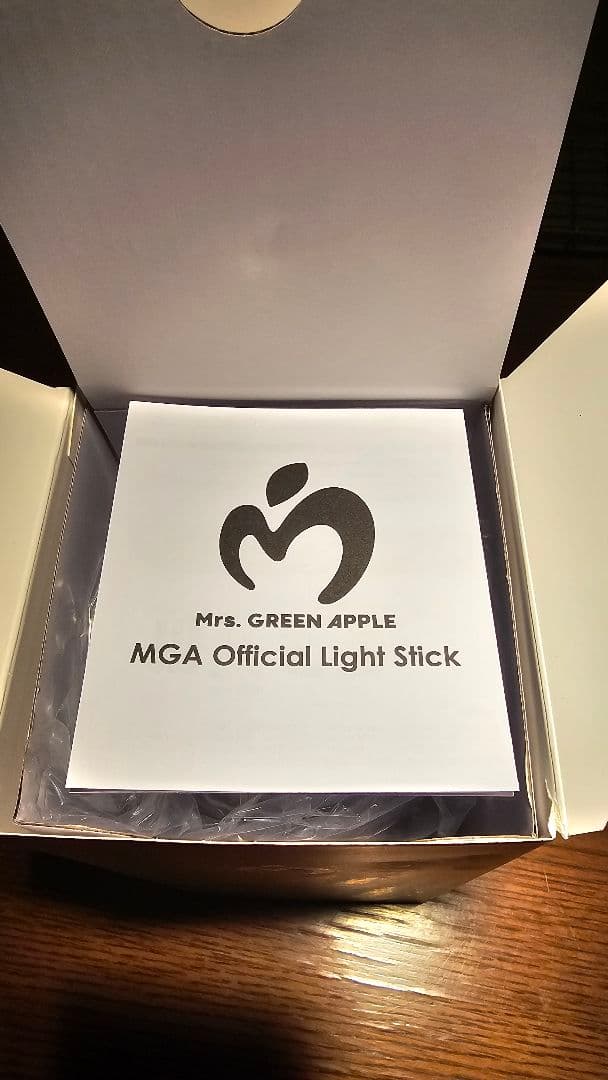 Mrs. GREEN APPLE
MGA Official Light Stick